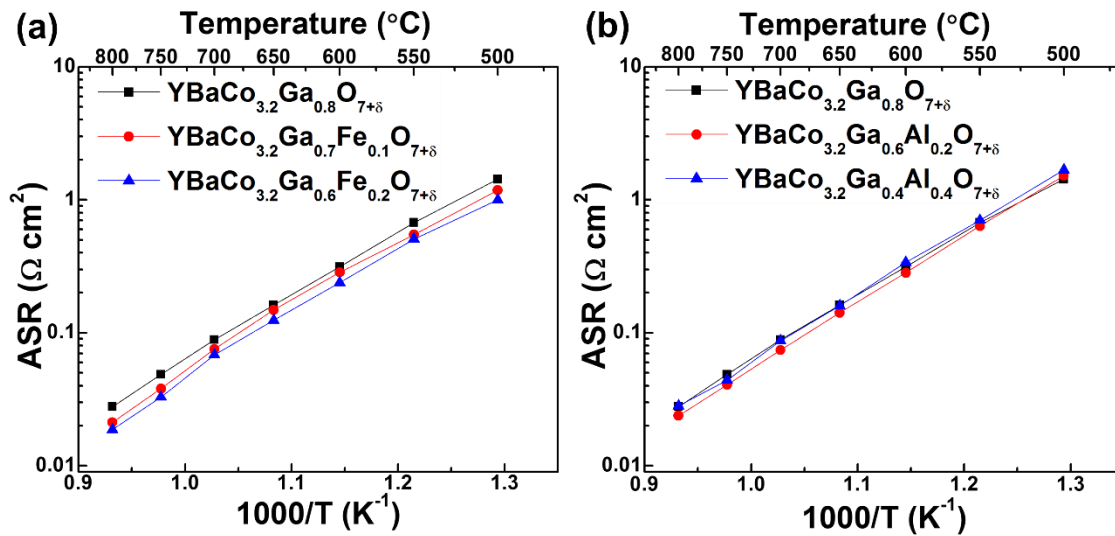 (a)
Temperature (°C)
800 750 700 650 600 550 500
10
1
0.1
0.01
ASR (Ω cm²)
YBaCo₃.₂Ga₀.₈O₇₊δ
YBaCo₃.₂Ga₀.₇Fe₀.₁O₇₊δ
YBaCo₃.₂Ga₀.₆Fe₀.₂O₇₊δ
0.9 1.0 1.1 1.2 1.3
1000/T (K⁻¹)
(b)
Temperature (°C)
800 750 700 650 600 550 500
10
1
0.1
0.01
ASR (Ω cm²)
YBaCo₃.₂Ga₀.₈O₇₊δ
YBaCo₃.₂Ga₀.₆Al₀.₂O₇₊δ
YBaCo₃.₂Ga₀.₄Al₀.₄O₇₊δ
0.9 1.0 1.1 1.2 1.3
1000/T (K⁻¹)